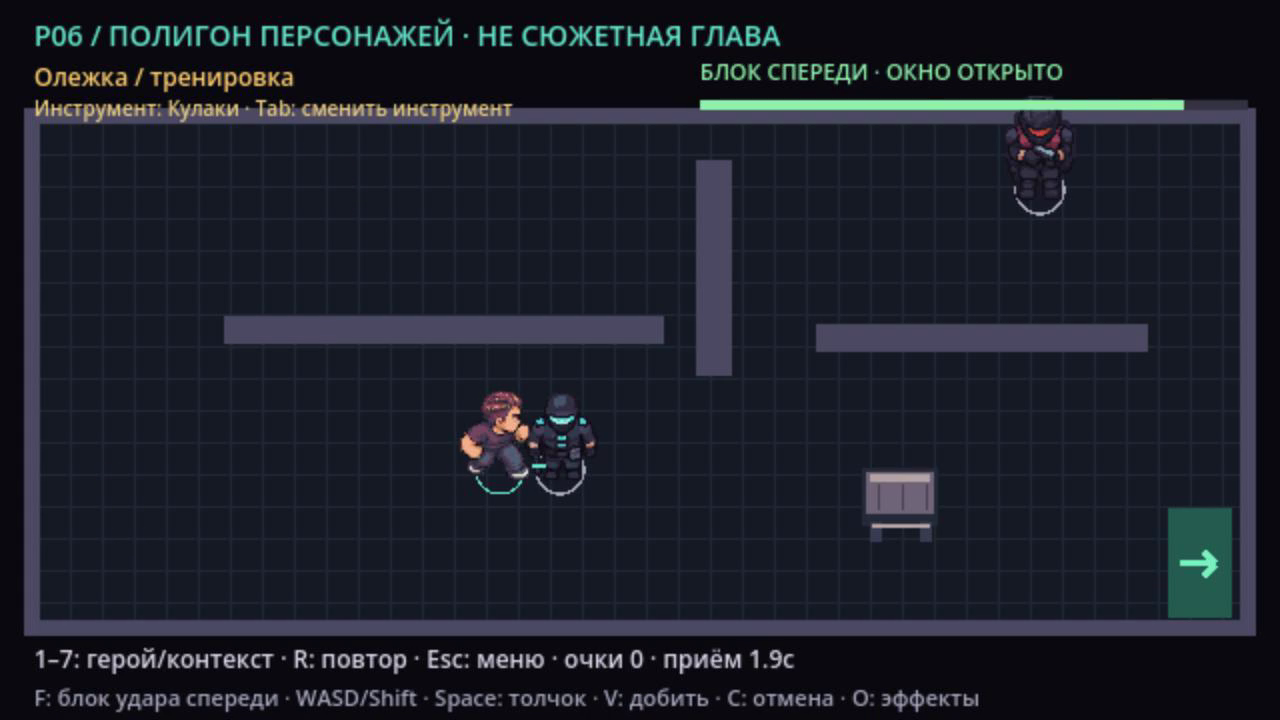 P06 / ПОЛИГОН ПЕРСОНАЖЕЙ · НЕ СЮЖЕТНАЯ ГЛАВА
Олежка / тренировка
БЛОК СПЕРЕДИ · ОКНО ОТКРЫТО
Инструмент: Кулаки · Tab: сменить инструмент
→
1–7: герой/контекст · R: повтор · Esc: меню · очки 0 · приём 1.9с
F: блок удара спереди · WASD/Shift · Space: толчок · V: добить · C: отмена · O: эффекты